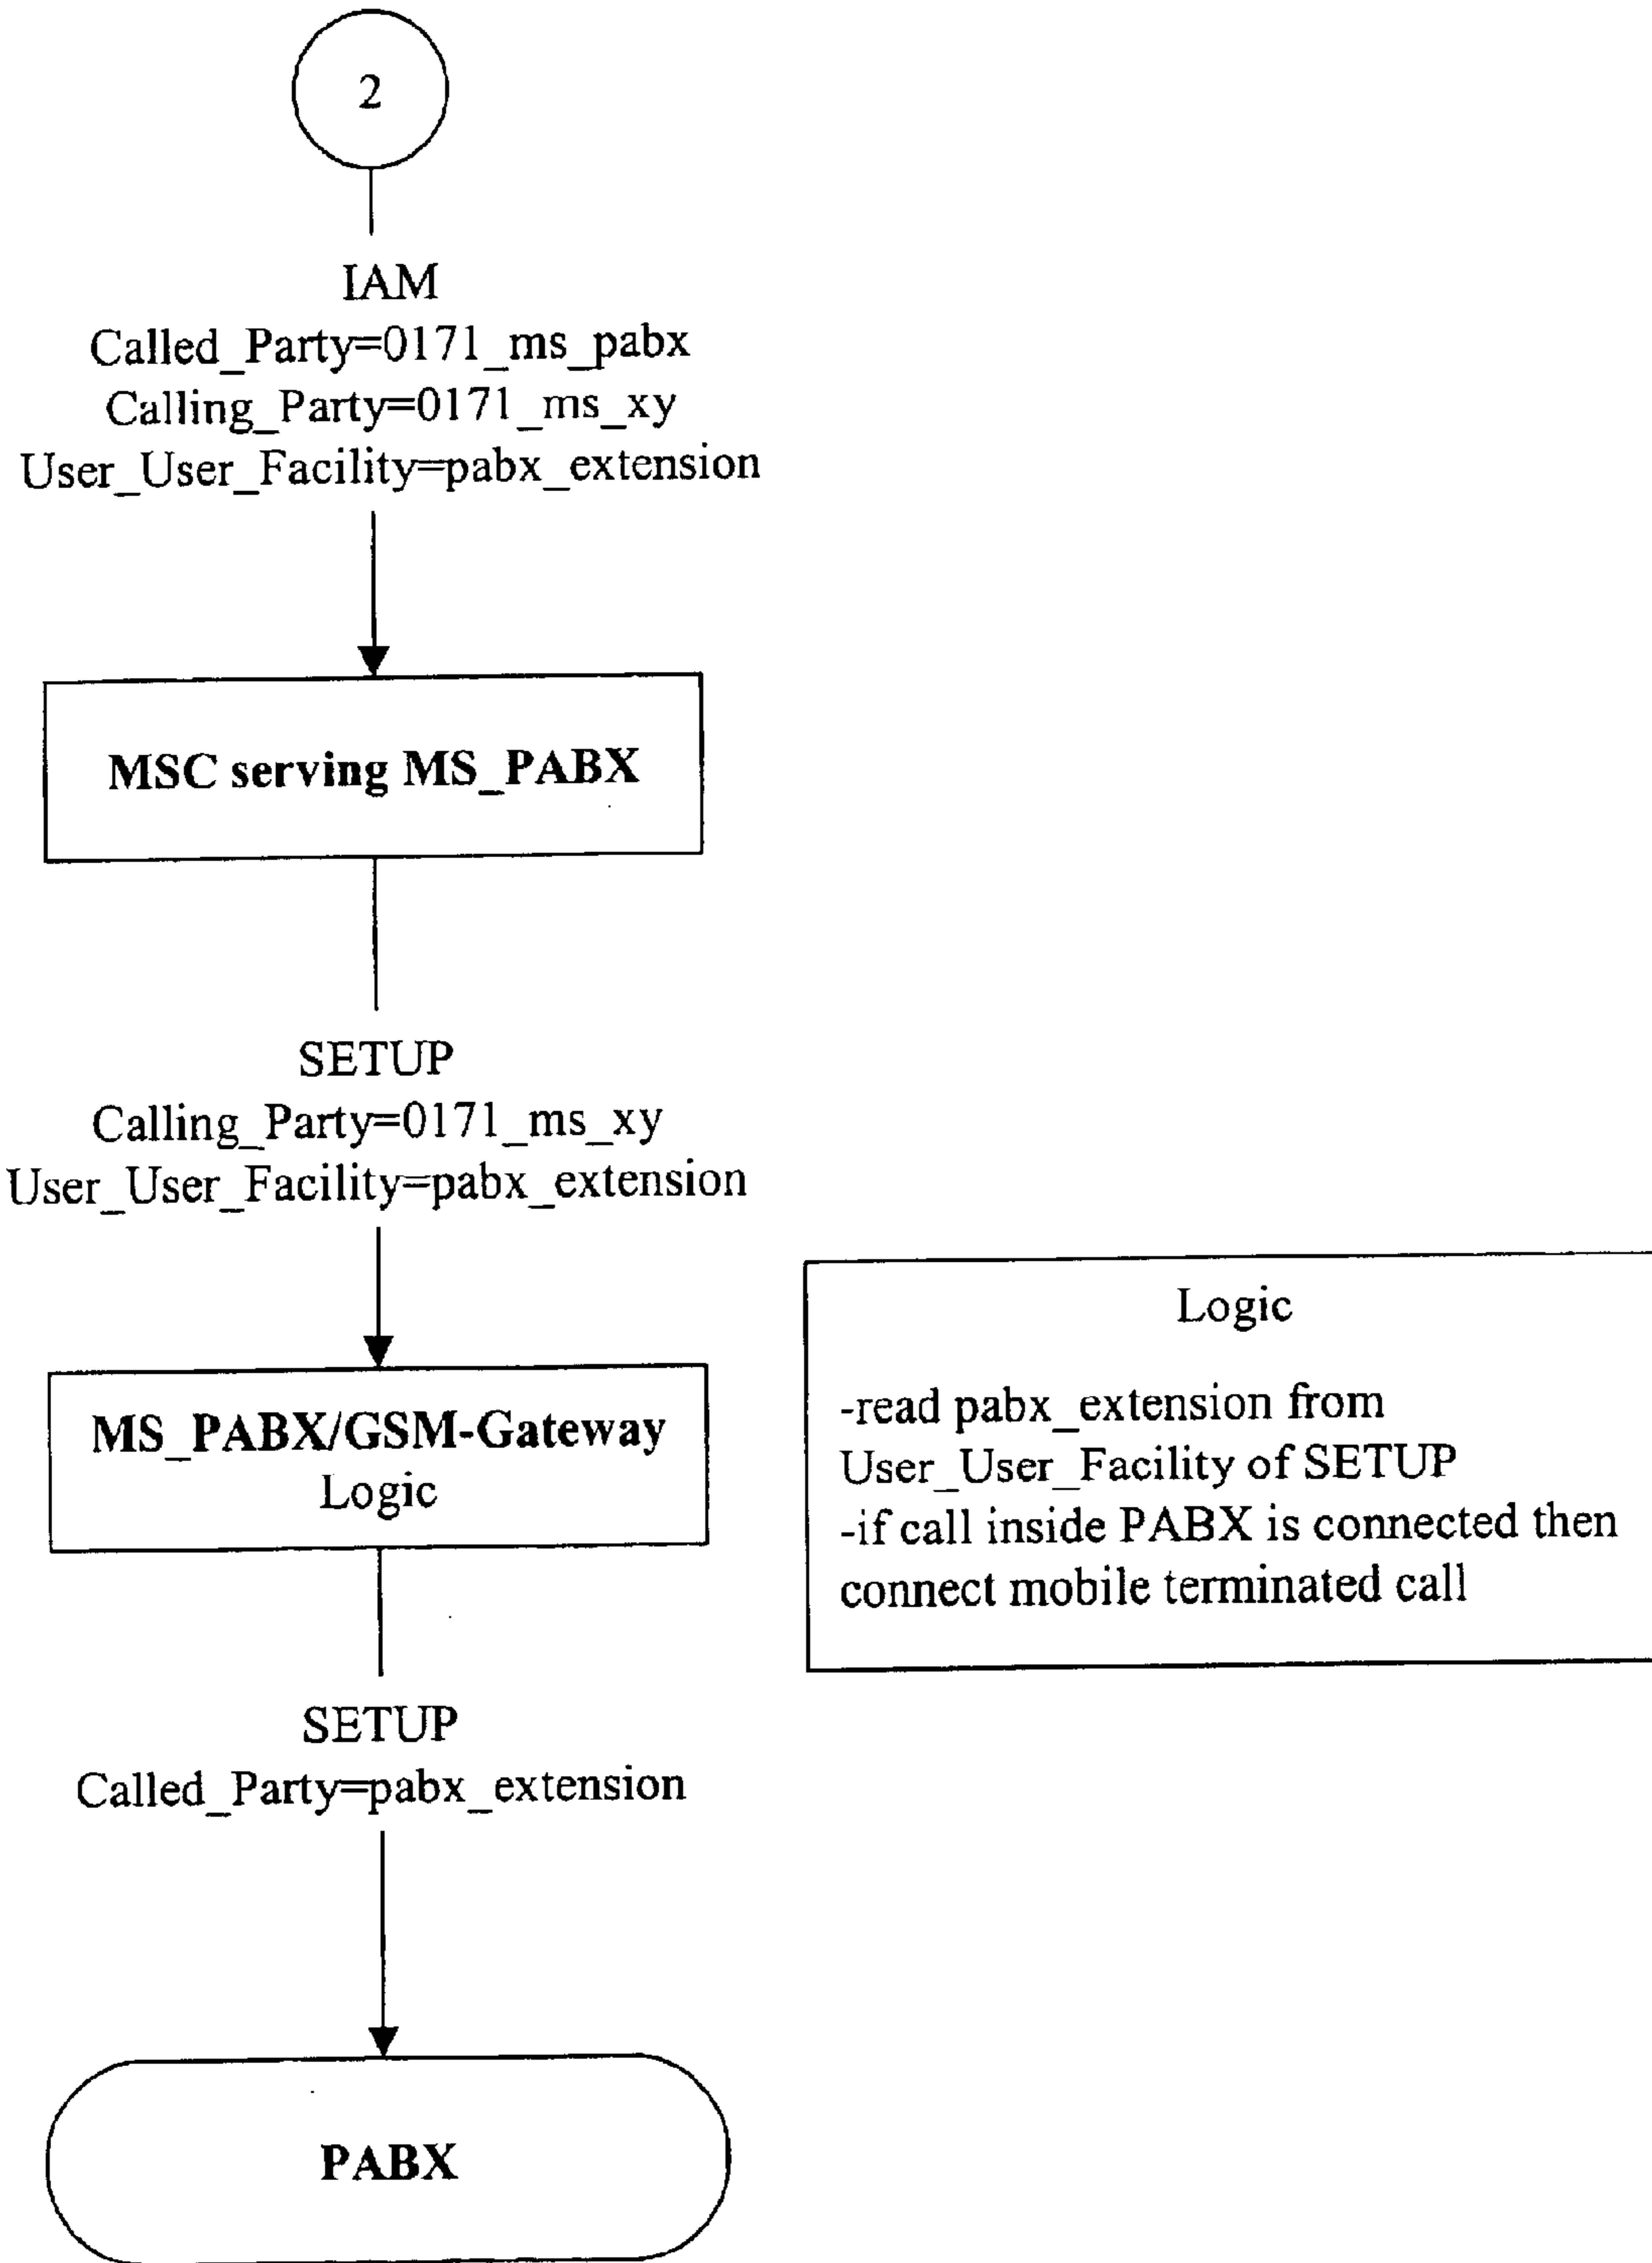 2
IAM
Called_Party=0171_ms_pabx
Calling_Party=0171_ms_xy
User_User_Facility=pabx_extension
MSC serving MS_PABX
SETUP
Calling_Party=0171_ms_xy
User_User_Facility=pabx_extension
MS_PABX/GSM-Gateway
Logic
Logic
-read pabx_extension from
User_User_Facility of SETUP
-if call inside PABX is connected then
connect mobile terminated call
SETUP
Called_Party=pabx_extension
PABX